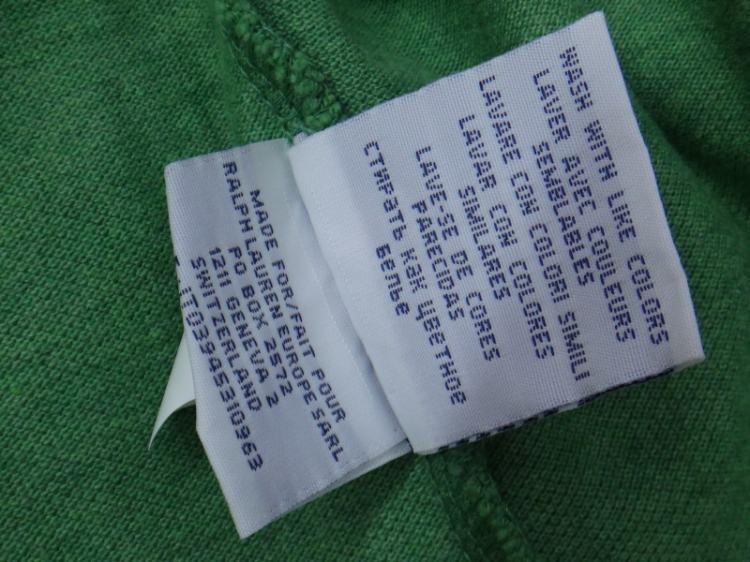 MADE FOR/FAIT POUR
RALPH LAUREN EUROPE SARL
PO BOX 2572
1211 GENEVA 2
SWITZERLAND
IT03945310963
WASH WITH LIKE COLORS
LAVER AVEC COULEURS
SEMBLABLES
LAVARE CON COLORI SIMILI
LAVAR CON COLORES
SIMILARES
LAVE-SE DE CORES
PARECIDAS
СТИРАТЬ КАК ЦВЕТНОЕ
БЕЛЬЕ